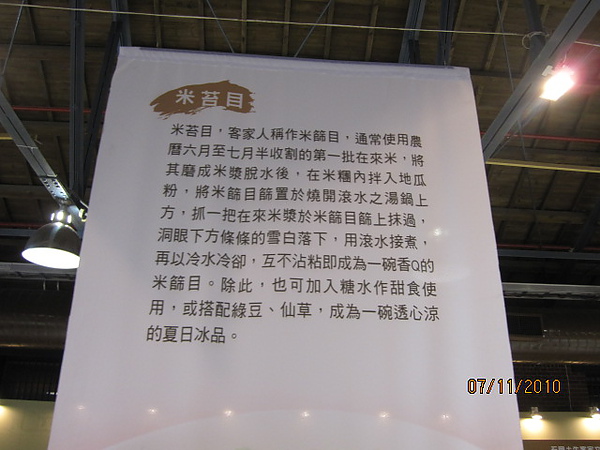 米苔目
米苔目，客家人稱作米篩目，通常使用農
曆六月至七月半收割的第一批在來米，將
其磨成米漿脫水後，在米糰內拌入地瓜
粉，將米篩目篩置於燒開滾水之湯鍋上
方，抓一把在來米漿於米篩目篩上抹過，
洞眼下方條條的雪白落下，用滾水接煮，
再以冷水冷卻，互不沾粘即成為一碗香Q的
米篩目。除此，也可加入糖水作甜食使
用，或搭配綠豆、仙草，成為一碗透心涼
的夏日冰品。
07/11/2010